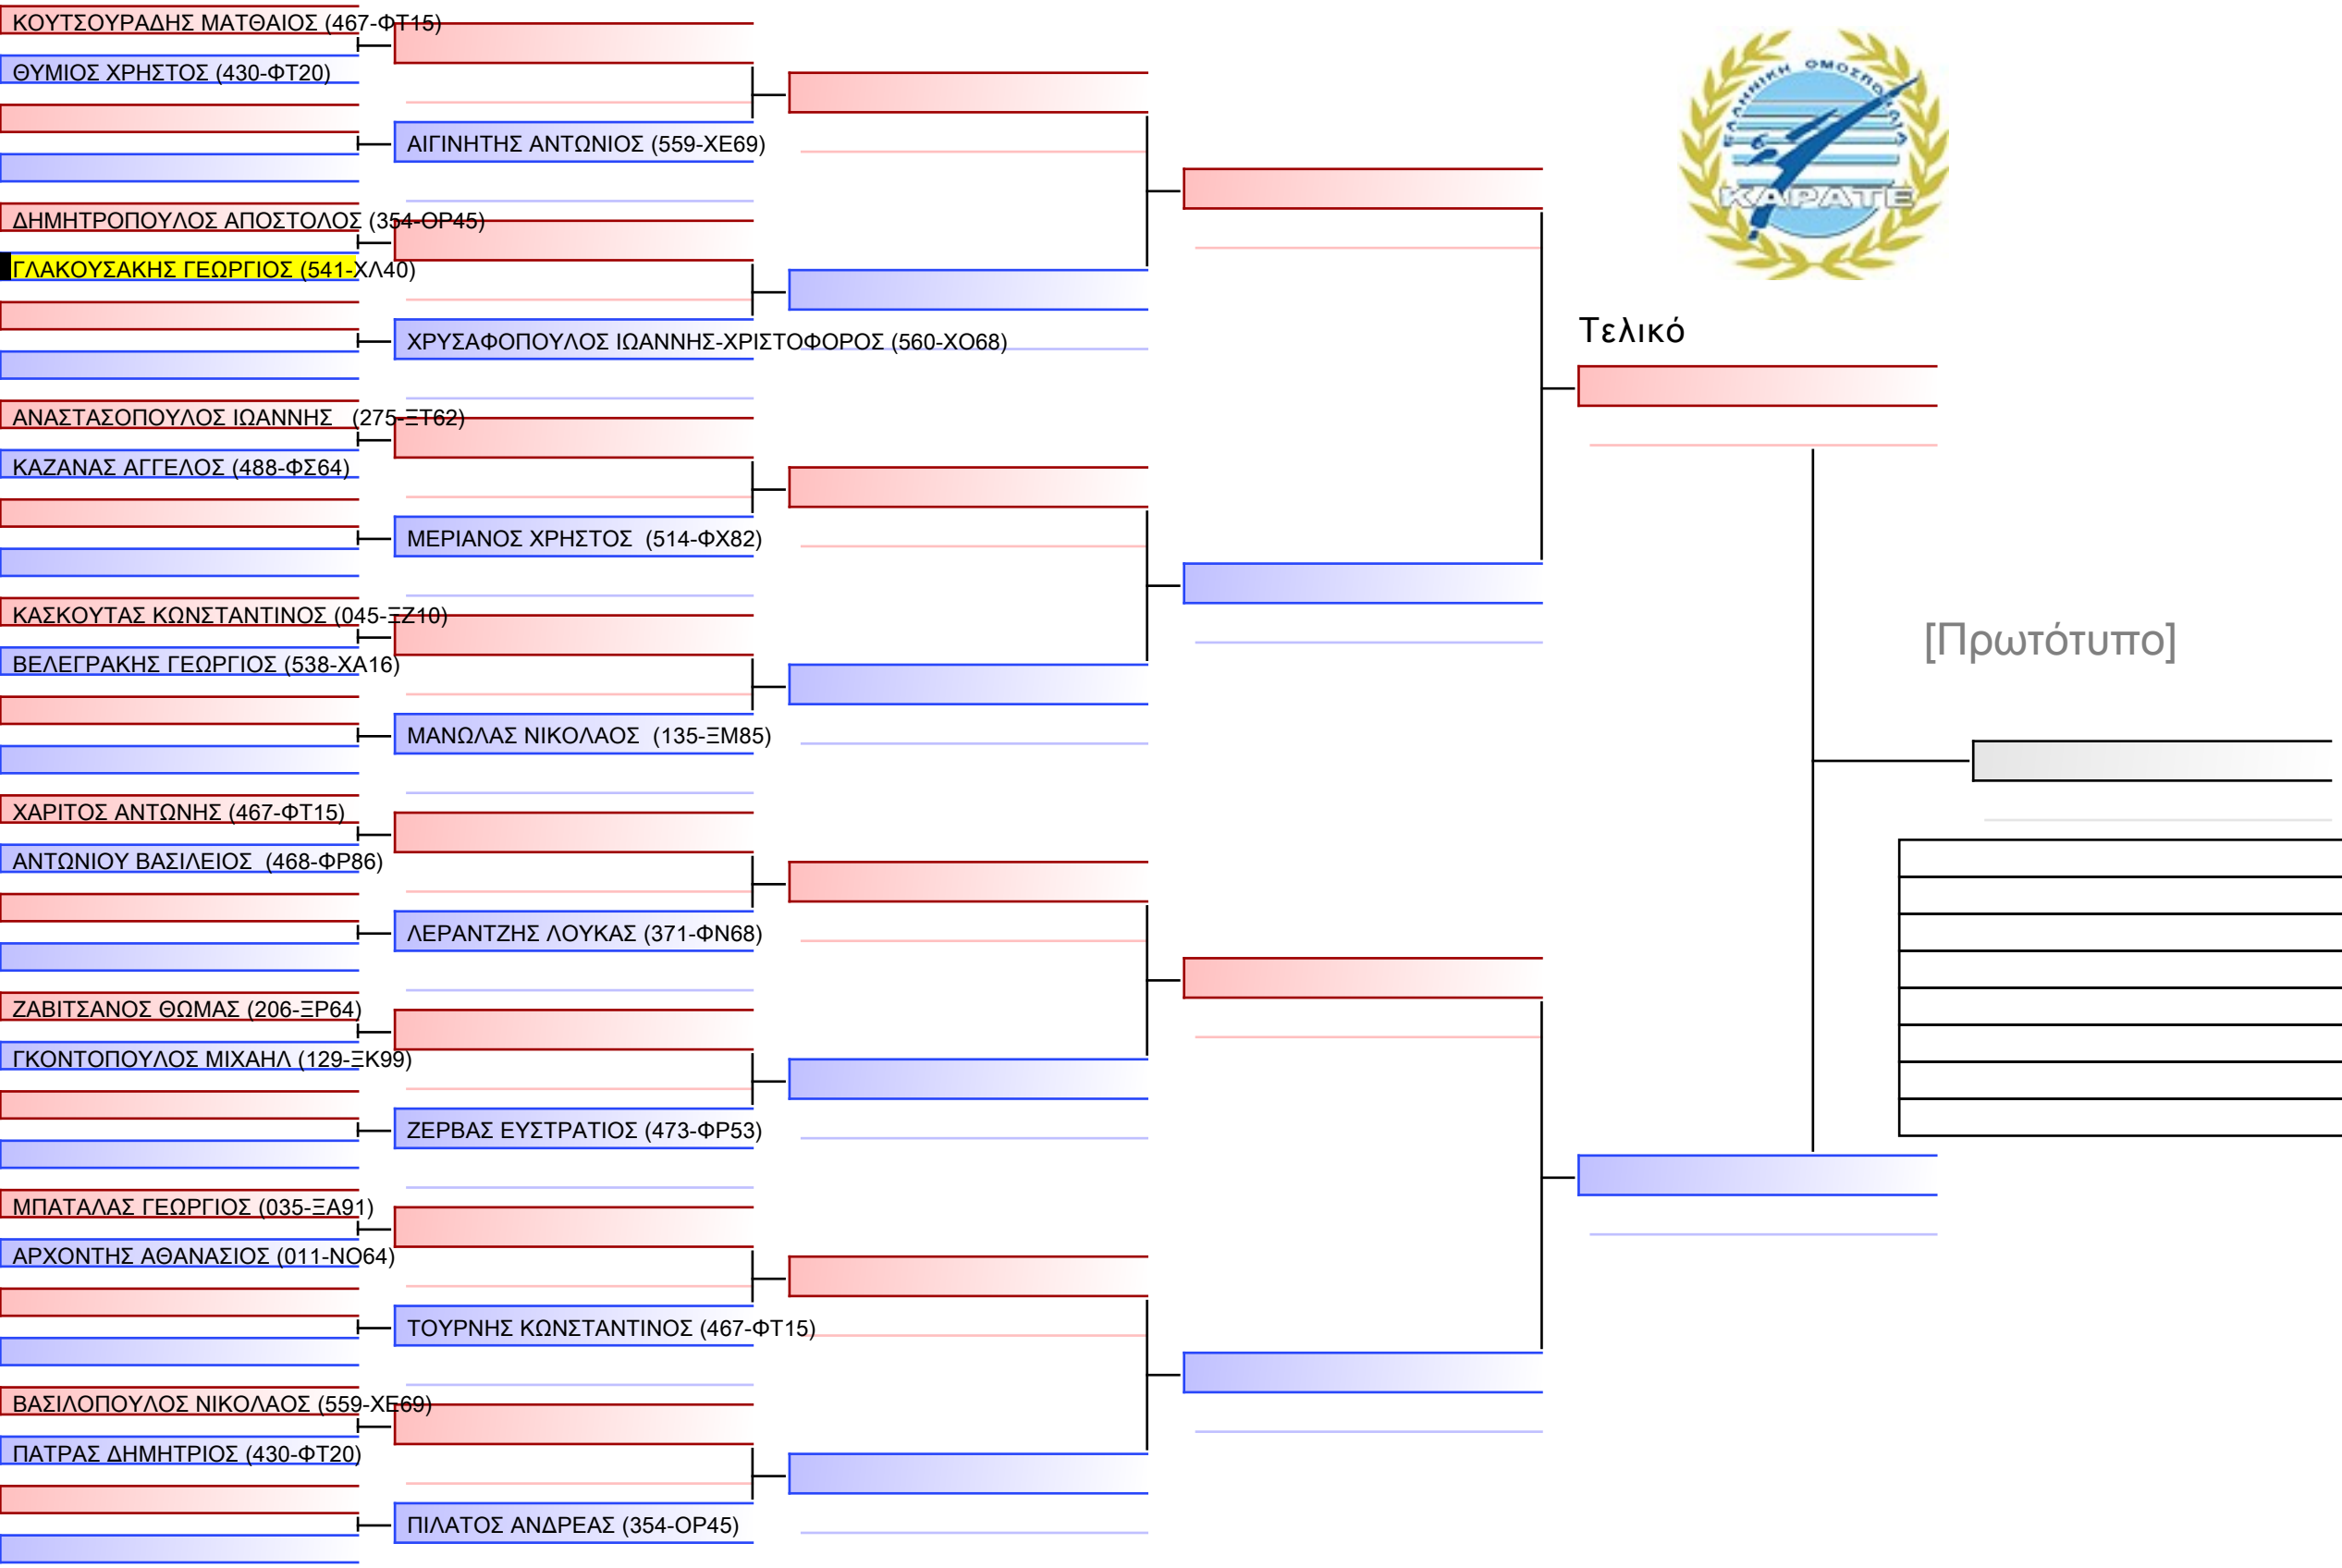 ΚΟΥΤΣΟΥΡΑΔΗΣ ΜΑΤΘΑΙΟΣ (467-ΦΤ15)
ΘΥΜΙΟΣ ΧΡΗΣΤΟΣ (430-ΦΤ20)
ΑΙΓΙΝΗΤΗΣ ΑΝΤΩΝΙΟΣ (559-ΧΕ69)
ΔΗΜΗΤΡΟΠΟΥΛΟΣ ΑΠΟΣΤΟΛΟΣ (354-ΟΡ45)
ΓΛΑΚΟΥΣΑΚΗΣ ΓΕΩΡΓΙΟΣ (541-ΧΛ40)
ΧΡΥΣΑΦΟΠΟΥΛΟΣ ΙΩΑΝΝΗΣ-ΧΡΙΣΤΟΦΟΡΟΣ (560-ΧΟ68)
ΑΝΑΣΤΑΣΟΠΟΥΛΟΣ ΙΩΑΝΝΗΣ (275-ΞΤ62)
ΚΑΖΑΝΑΣ ΑΓΓΕΛΟΣ (488-ΦΣ64)
ΜΕΡΙΑΝΟΣ ΧΡΗΣΤΟΣ (514-ΦΧ82)
ΚΑΣΚΟΥΤΑΣ ΚΩΝΣΤΑΝΤΙΝΟΣ (045-ΞΖ10)
ΒΕΛΕΓΡΑΚΗΣ ΓΕΩΡΓΙΟΣ (538-ΧΑ16)
ΜΑΝΩΛΑΣ ΝΙΚΟΛΑΟΣ (135-ΞΜ85)
ΧΑΡΙΤΟΣ ΑΝΤΩΝΗΣ (467-ΦΤ15)
ΑΝΤΩΝΙΟΥ ΒΑΣΙΛΕΙΟΣ (468-ΦΡ86)
ΛΕΡΑΝΤΖΗΣ ΛΟΥΚΑΣ (371-ΦΝ68)
ΖΑΒΙΤΣΑΝΟΣ ΘΩΜΑΣ (206-ΞΡ64)
ΓΚΟΝΤΟΠΟΥΛΟΣ ΜΙΧΑΗΛ (129-ΞΚ99)
ΖΕΡΒΑΣ ΕΥΣΤΡΑΤΙΟΣ (473-ΦΡ53)
ΜΠΑΤΑΛΑΣ ΓΕΩΡΓΙΟΣ (035-ΞΑ91)
ΑΡΧΟΝΤΗΣ ΑΘΑΝΑΣΙΟΣ (011-ΝΟ64)
ΤΟΥΡΝΗΣ ΚΩΝΣΤΑΝΤΙΝΟΣ (467-ΦΤ15)
ΒΑΣΙΛΟΠΟΥΛΟΣ ΝΙΚΟΛΑΟΣ (559-ΧΕ69)
ΠΑΤΡΑΣ ΔΗΜΗΤΡΙΟΣ (430-ΦΤ20)
ΠΙΛΑΤΟΣ ΑΝΔΡΕΑΣ (354-ΟΡ45)
ΕΛΛΗΝΙΚΗ ΟΜΟΣΠΟΝΔΙΑ
ΚΑΡΑΤΕ
Τελικό
[Πρωτότυπο]